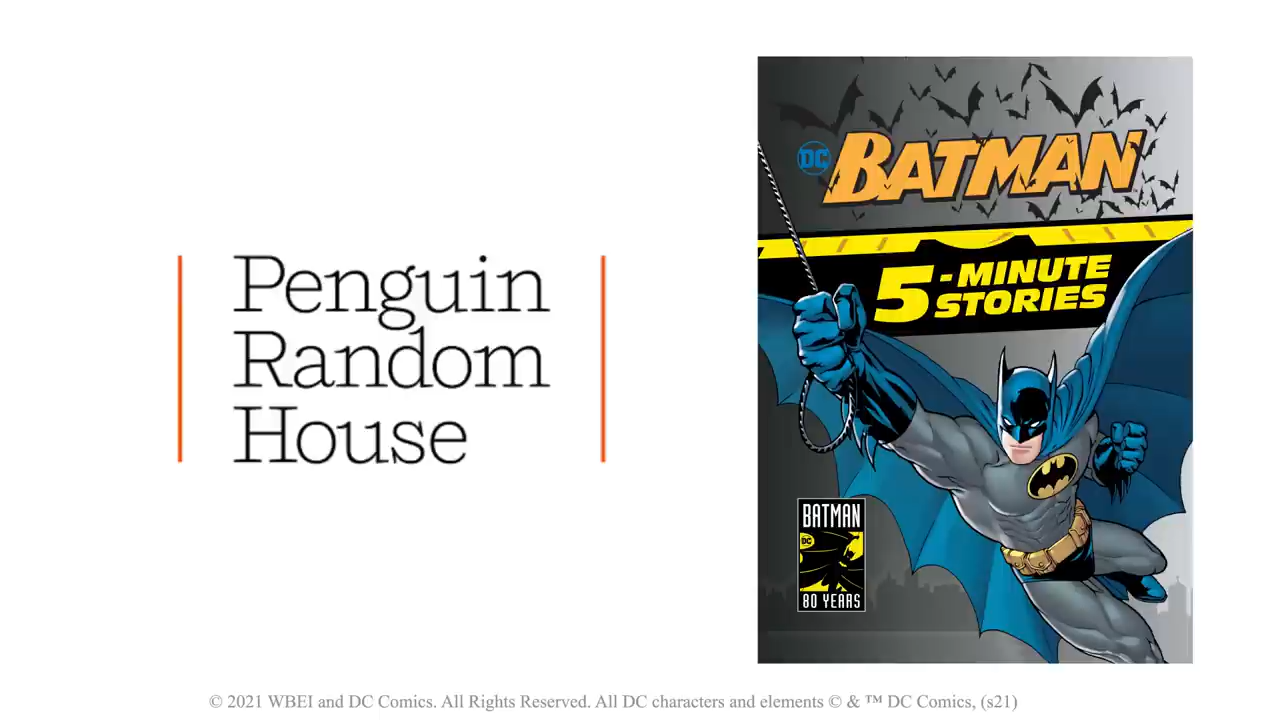 Penguin
Random
House
DC
BATMAN
5-MINUTE
STORIES
BATMAN
DC
80 YEARS
© 2021 WBEI and DC Comics. All Rights Reserved. All DC characters and elements © & ™ DC Comics, (s21)